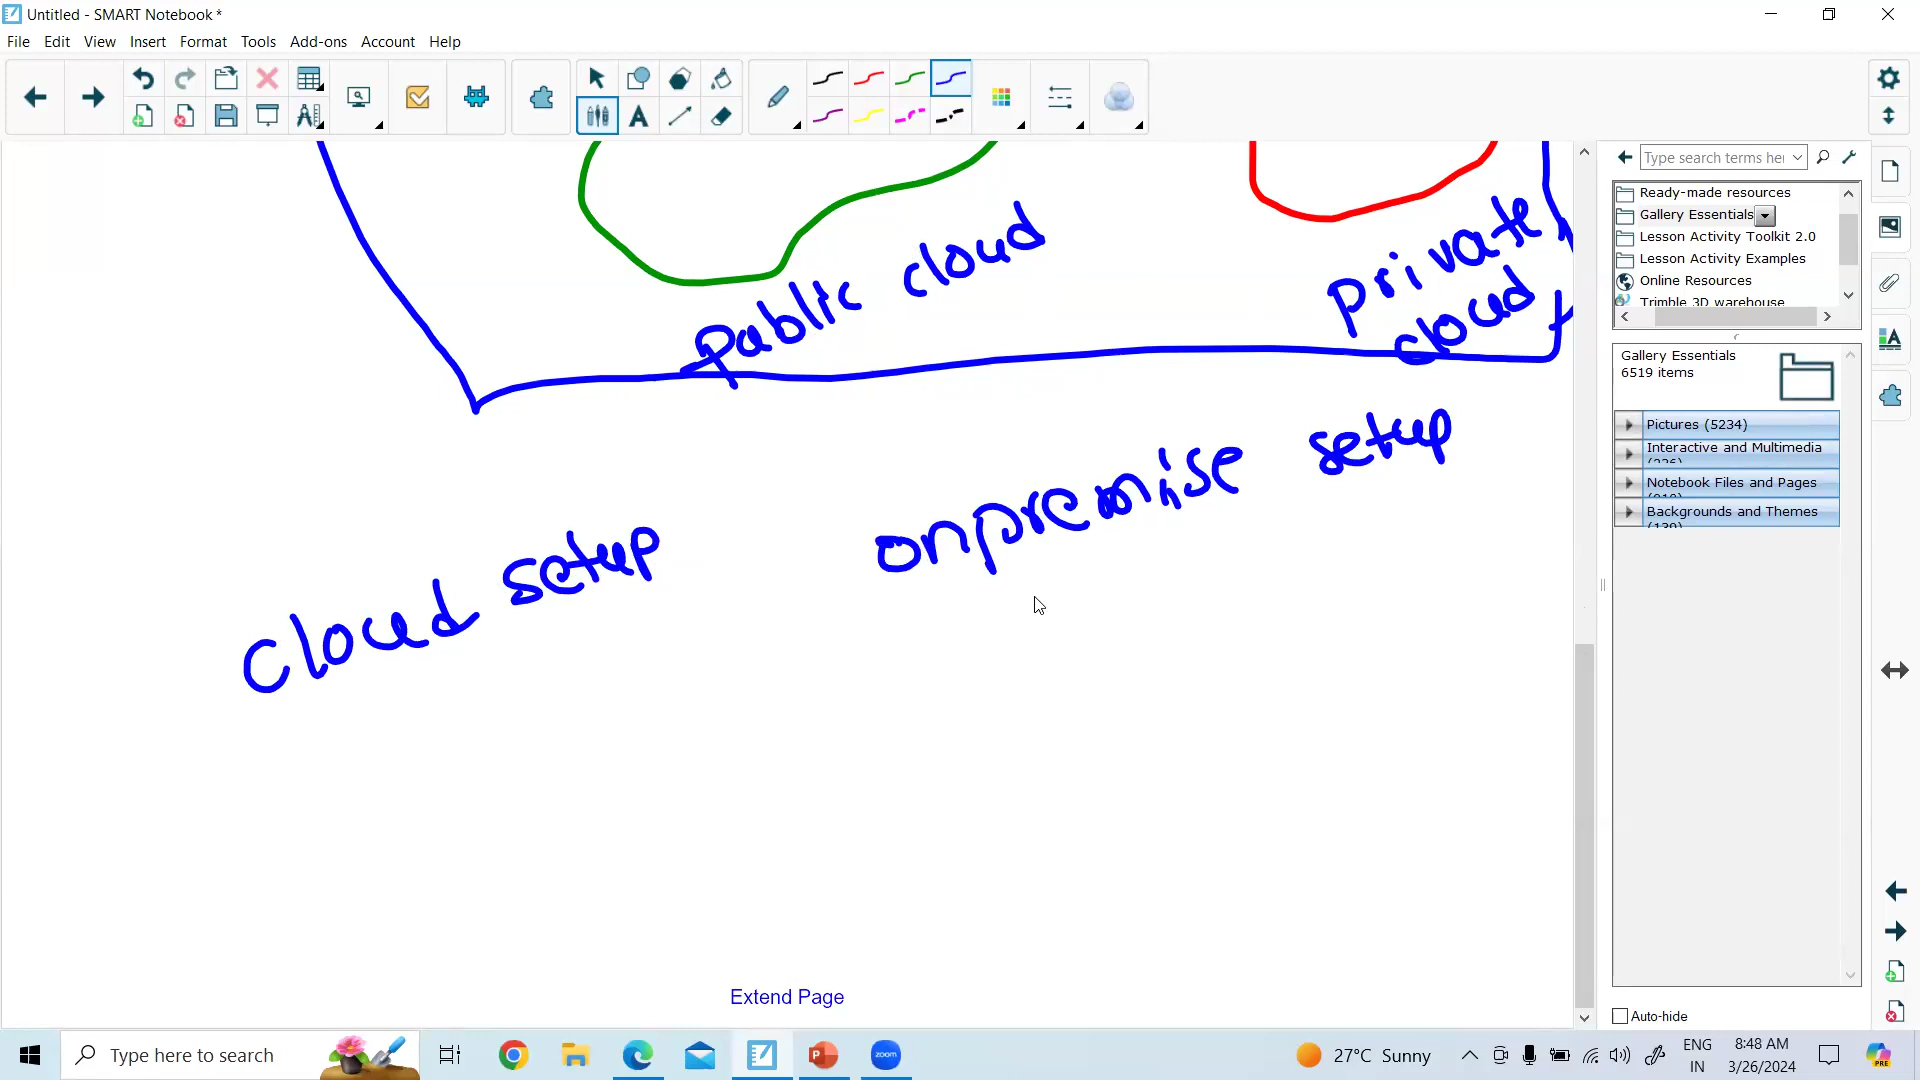 Untitled - SMART Notebook *
File Edit View Insert Format Tools Add-ons Account Help
Type search terms her
Ready-made resources
Gallery Essentials
Lesson Activity Toolkit 2.0
Lesson Activity Examples
Online Resources
Trimble 3D warehouse
Gallery Essentials
6519 items
Pictures (5234)
Interactive and Multimedia
Notebook Files and Pages
Backgrounds and Themes
Auto-hide
public cloud
private
cloud
onpremise setup
cloud setup
Extend Page
Type here to search
zoom
27°C Sunny
ENG
IN
8:48 AM
3/26/2024
PRE